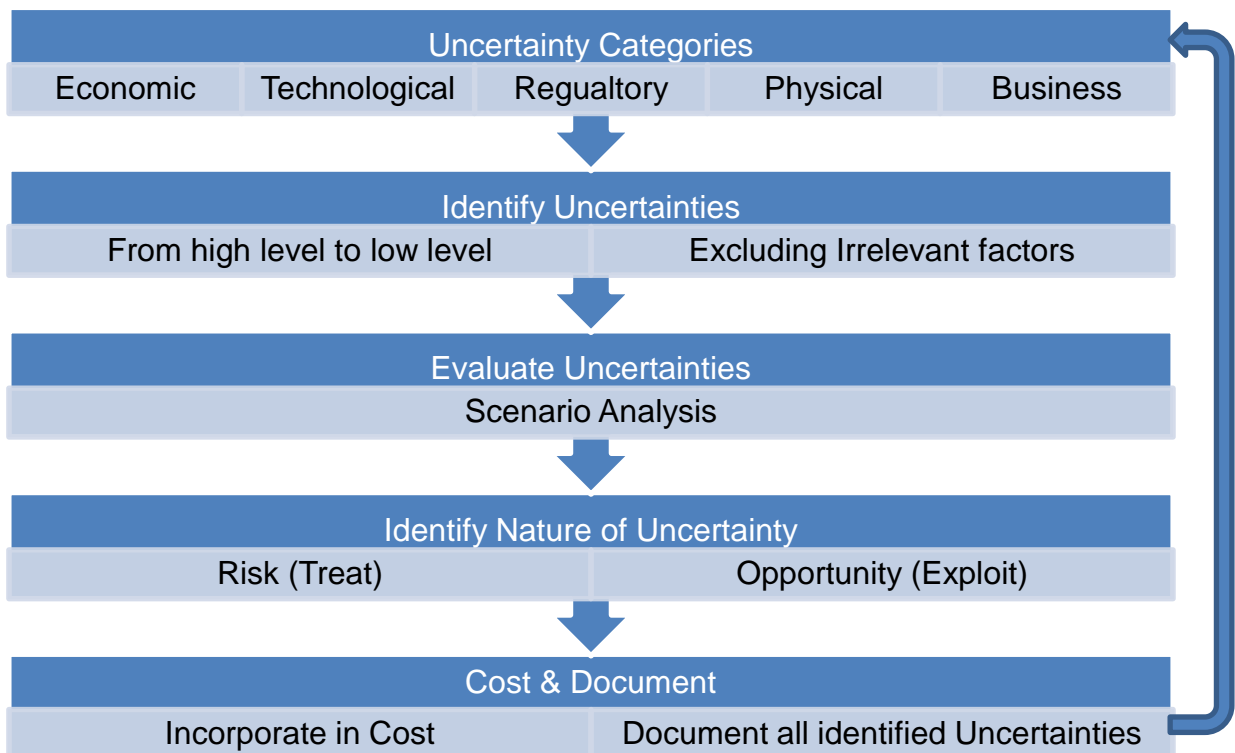 Uncertainty Categories
Economic Technological Regualtory Physical Business
Identify Uncertainties
From high level to low level Excluding Irrelevant factors
Evaluate Uncertainties
Scenario Analysis
Identify Nature of Uncertainty
Risk (Treat) Opportunity (Exploit)
Cost & Document
Incorporate in Cost Document all identified Uncertainties